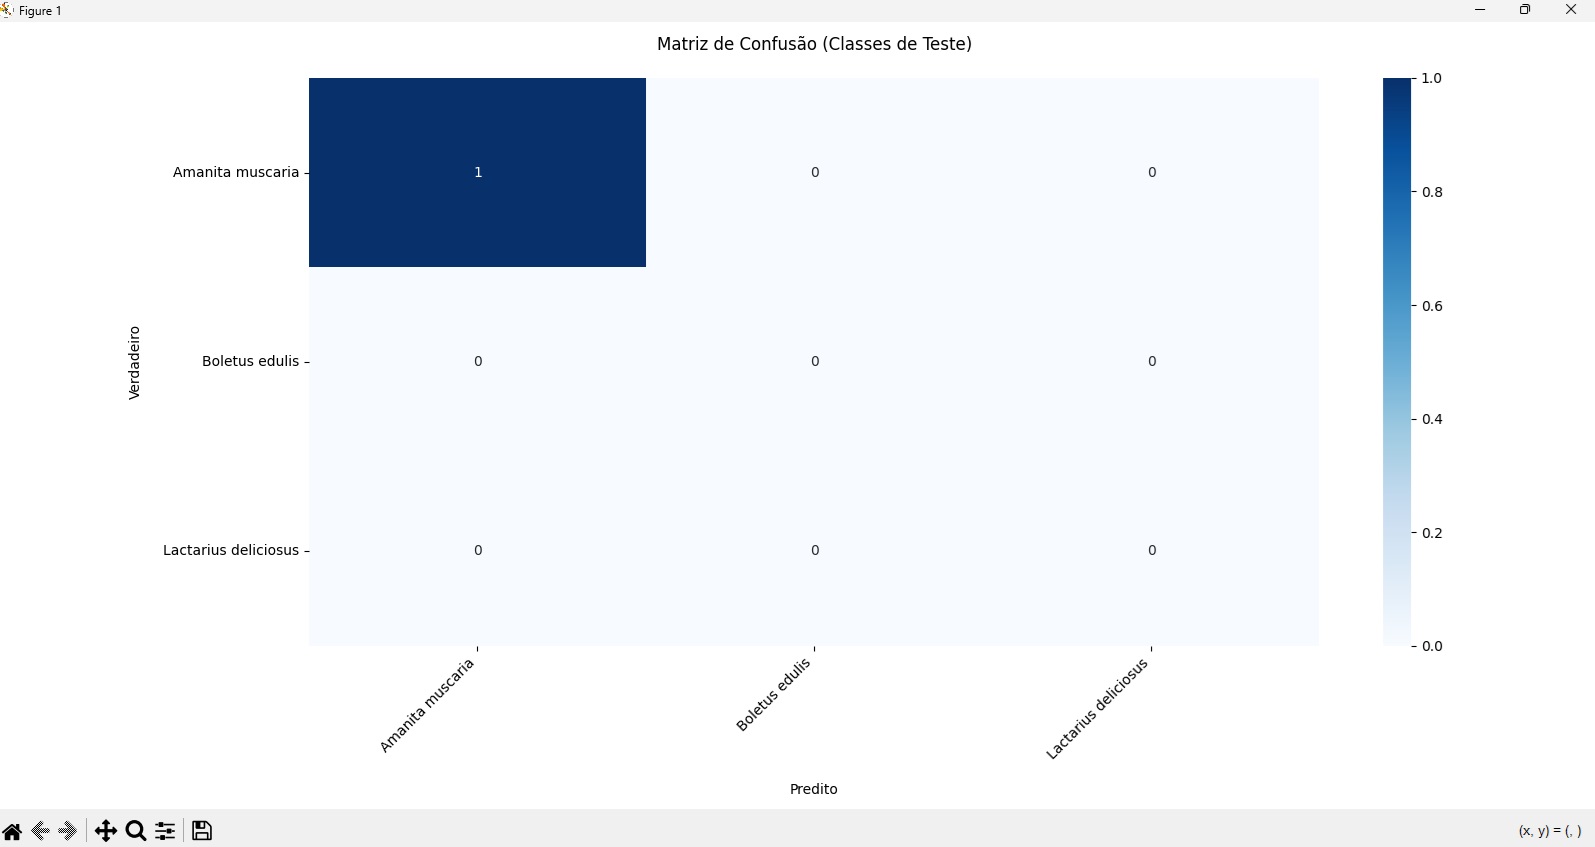 Figure 1
Matriz de Confusão (Classes de Teste)
Verdadeiro
Amanita muscaria
1 0 0
Boletus edulis
0 0 0
Lactarius deliciosus
0 0 0
Amanita muscaria
Boletus edulis
Lactarius deliciosus
Predito
1.0
0.8
0.6
0.4
0.2
0.0
(x, y) = (, )